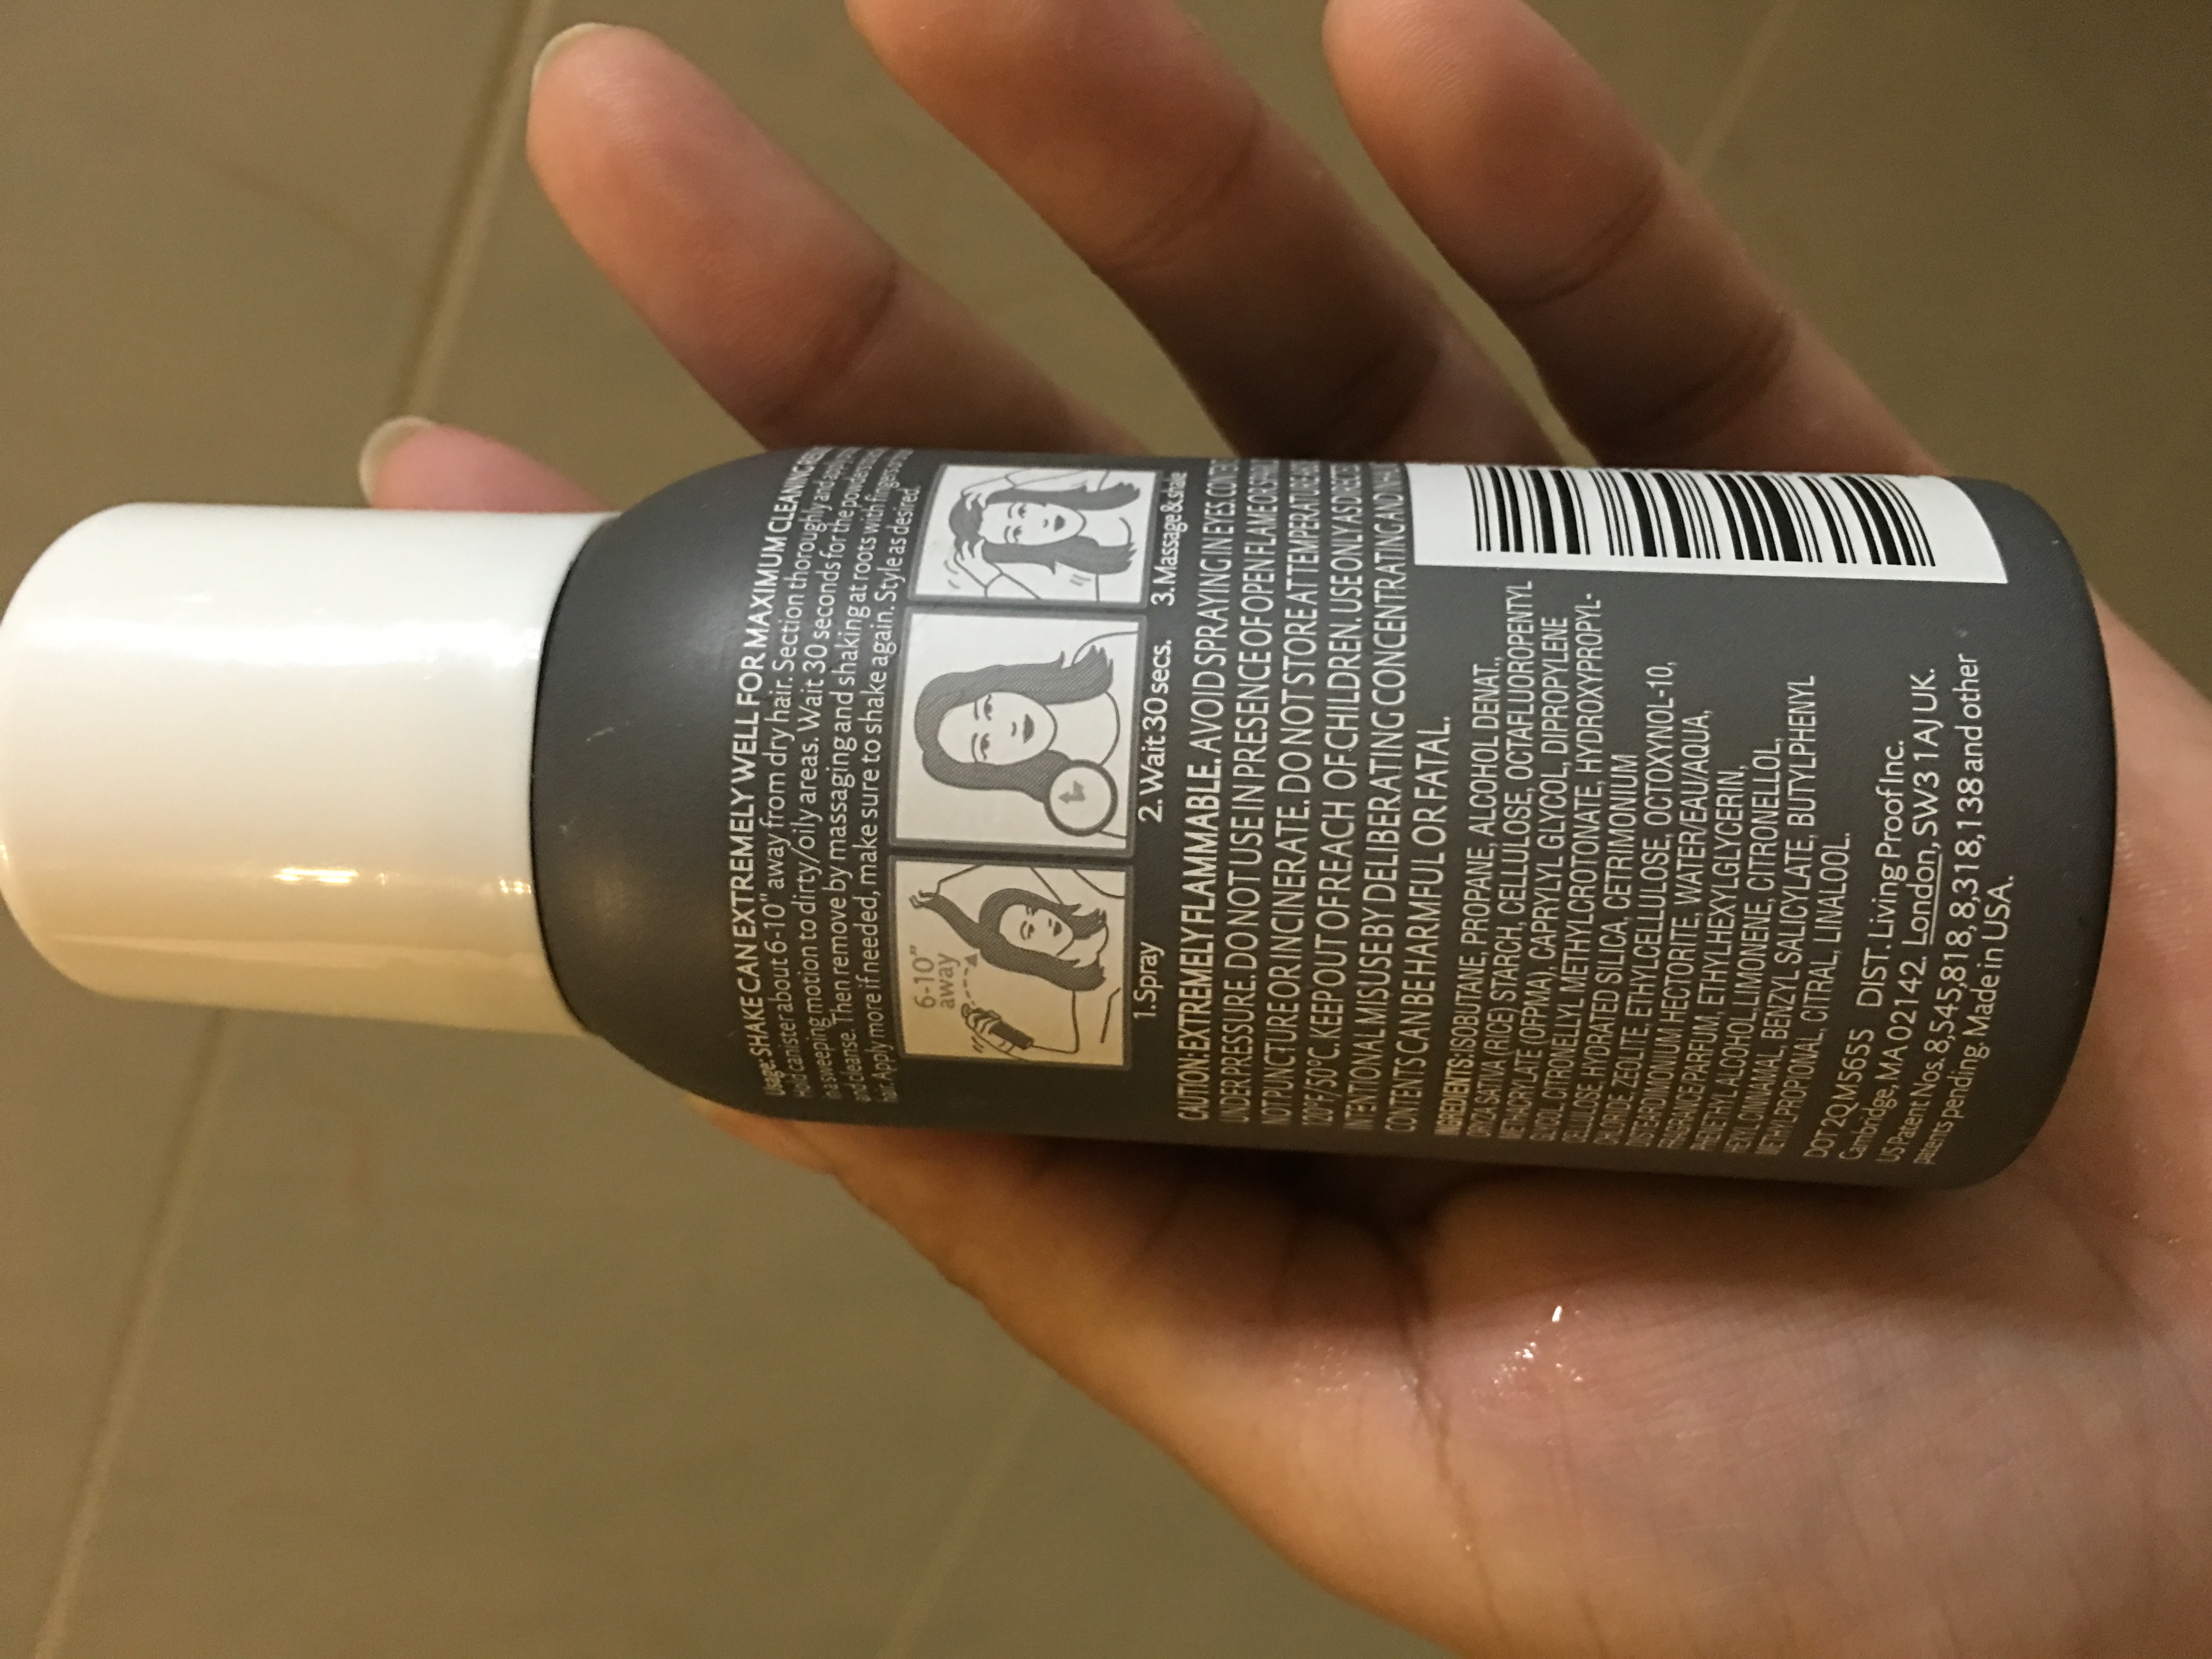 Usage: SHAKE CAN EXTREMELY WELL FOR MAXIMUM CLEANING
Hold canister about 6-10" away from dry hair. Section thoroughly and apply
in a sweeping motion to dirty/oily areas. Wait 30 seconds for the powders
and cleanse. Then remove by massaging and shaking at roots with fingers
hair. Apply more if needed, make sure to shake again. Style as desired.
6-10"
away
1. Spray
2. Wait 30 secs.
3. Massage & shake
CAUTION: EXTREMELY FLAMMABLE. AVOID SPRAYING IN EYES.
UNDER PRESSURE. DO NOT USE IN PRESENCE OF OPEN FLAME OR
NOT PUNCTURE OR INCINERATE. DO NOT STORE AT TEMPERATURE
120°F/50°C. KEEP OUT OF REACH OF CHILDREN. USE ONLY AS DIRECTED
INTENTIONAL MISUSE BY DELIBERATING CONCENTRATING AND
CONTENTS CAN BE HARMFUL OR FATAL.
INGREDIENTS: ISOBUTANE, PROPANE, ALCOHOL DENAT.,
ORYZA SATIVA (RICE) STARCH, CELLULOSE, OCTAFLUOROPENTYL
METHACRYLATE (OFPMA), CAPRYLYL GLYCOL, DIPROPYLENE
GLYCOL, CITRONELLYL METHYLCROTONATE, HYDROXYPROPYL-
CELLULOSE, HYDRATED SILICA, CETRIMONIUM
CHLORIDE, ZEOLITE, ETHYLCELLULOSE, OCTOXYNOL-10,
DISTEARDIMONIUM HECTORITE, WATER/EAU/AQUA,
FRAGRANCE/PARFUM, ETHYLHEXYLGLYCERIN,
PHENETHYL ALCOHOL, LIMONENE, CITRONELLOL,
HEXYL CINNAMAL, BENZYL SALICYLATE, BUTYLPHENYL
METHYLPROPIONAL, CITRAL, LINALOOL.
DOT 2Q M5655 DIST. Living Proof Inc.
Cambridge, MA 02142. London, SW3 1AJ UK.
US Patent Nos. 8,545,818, 8,318,138 and other
patents pending. Made in USA.